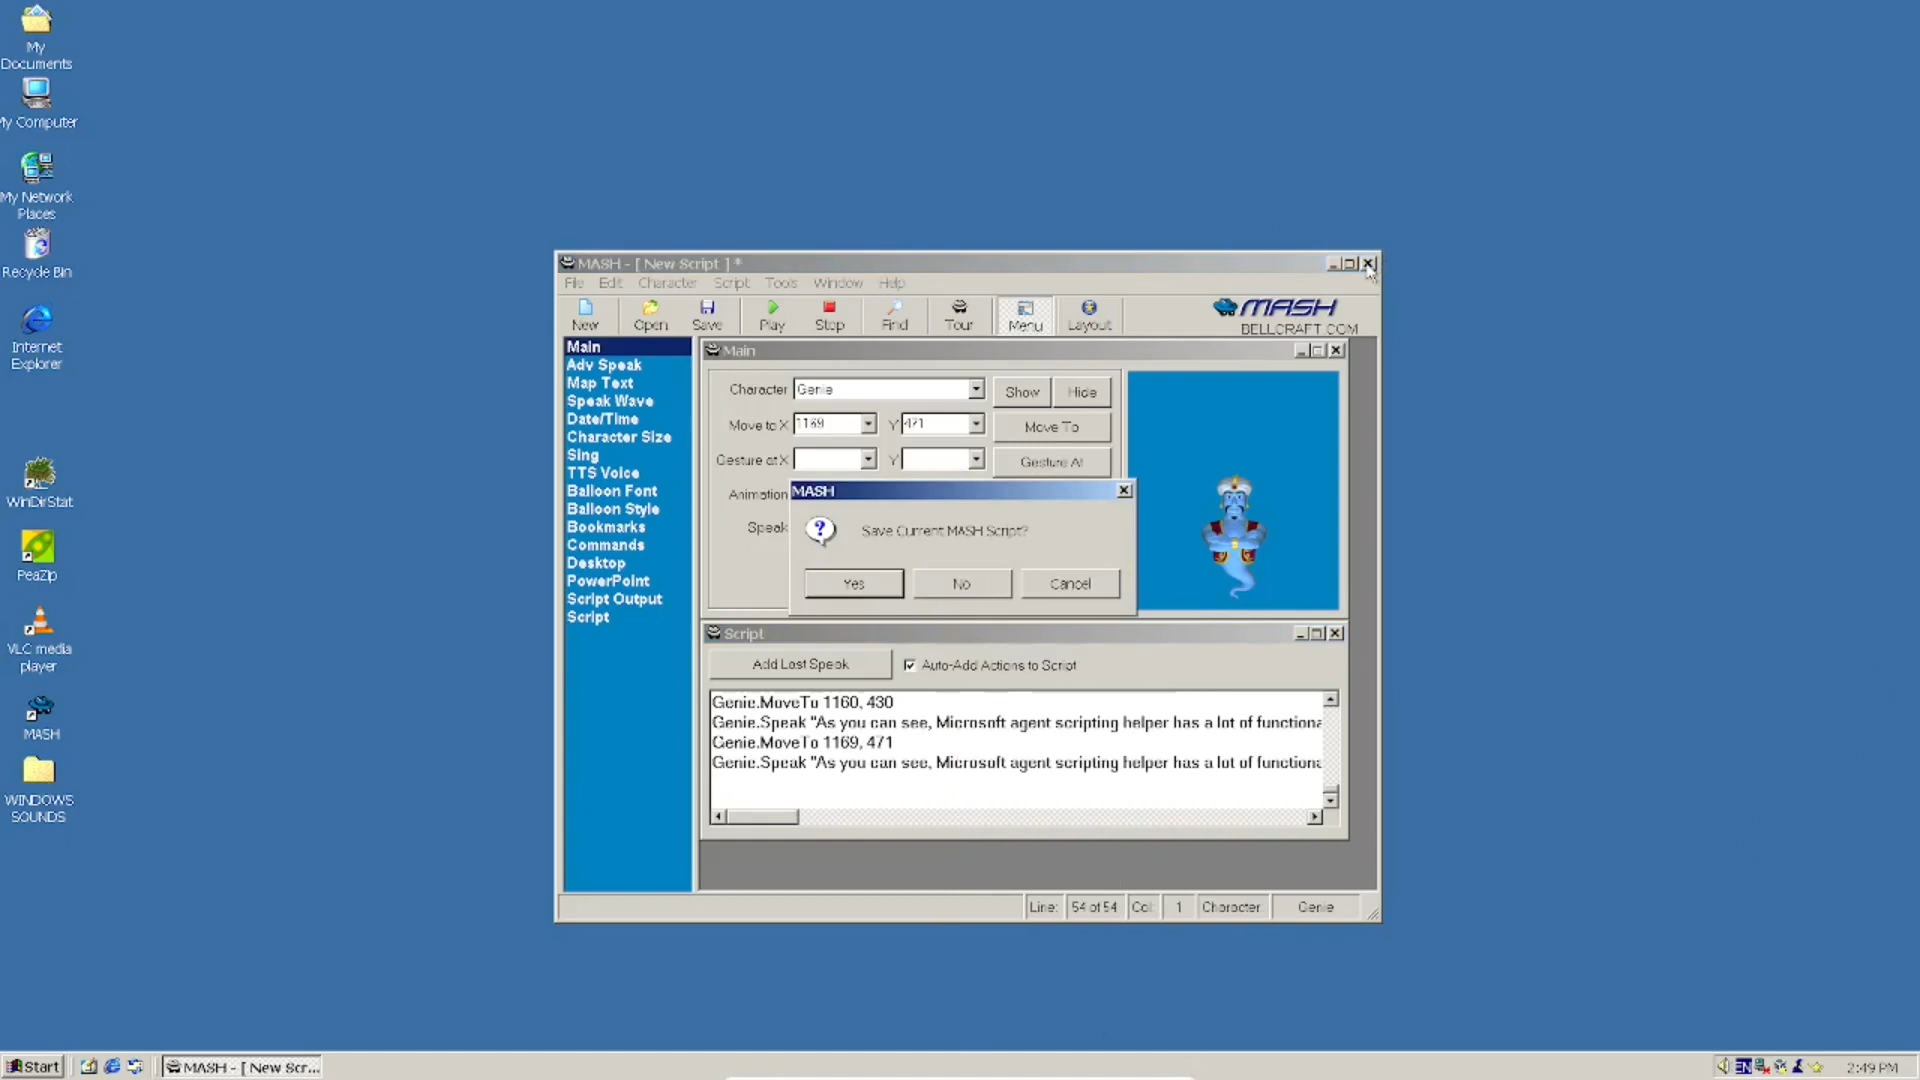 My
Documents
My Computer
My Network
Places
Recycle Bin
Internet
Explorer
WinDirStat
PeaZip
VLC media
player
MASH
WINDOWS
SOUNDS
MASH - [ New Script ] *
File Edit Character Script Tools Window Help
New Open Save Play Stop Find Tour Menu Layout
MASH
BELLCRAFT.COM
Main
Adv Speak
Map Text
Speak Wave
Date/Time
Character Size
Sing
TTS Voice
Balloon Font
Balloon Style
Bookmarks
Commands
Desktop
PowerPoint
Script Output
Script
Main
Character Genie Show Hide
Move to X 1169 Y 471 Move To
Gesture at X Y Gesture At
Animation
Speak
MASH
Save Current MASH Script?
Yes No Cancel
Script
Add Last Speak Auto-Add Actions to Script
Genie.MoveTo 1160, 430
Genie.Speak "As you can see, Microsoft agent scripting helper has a lot of functiona
Genie.MoveTo 1169, 471
Genie.Speak "As you can see, Microsoft agent scripting helper has a lot of functiona
Line: 54 of 54 Col: 1 Character Genie
Start MASH - [ New Scr... EN 2:49 PM